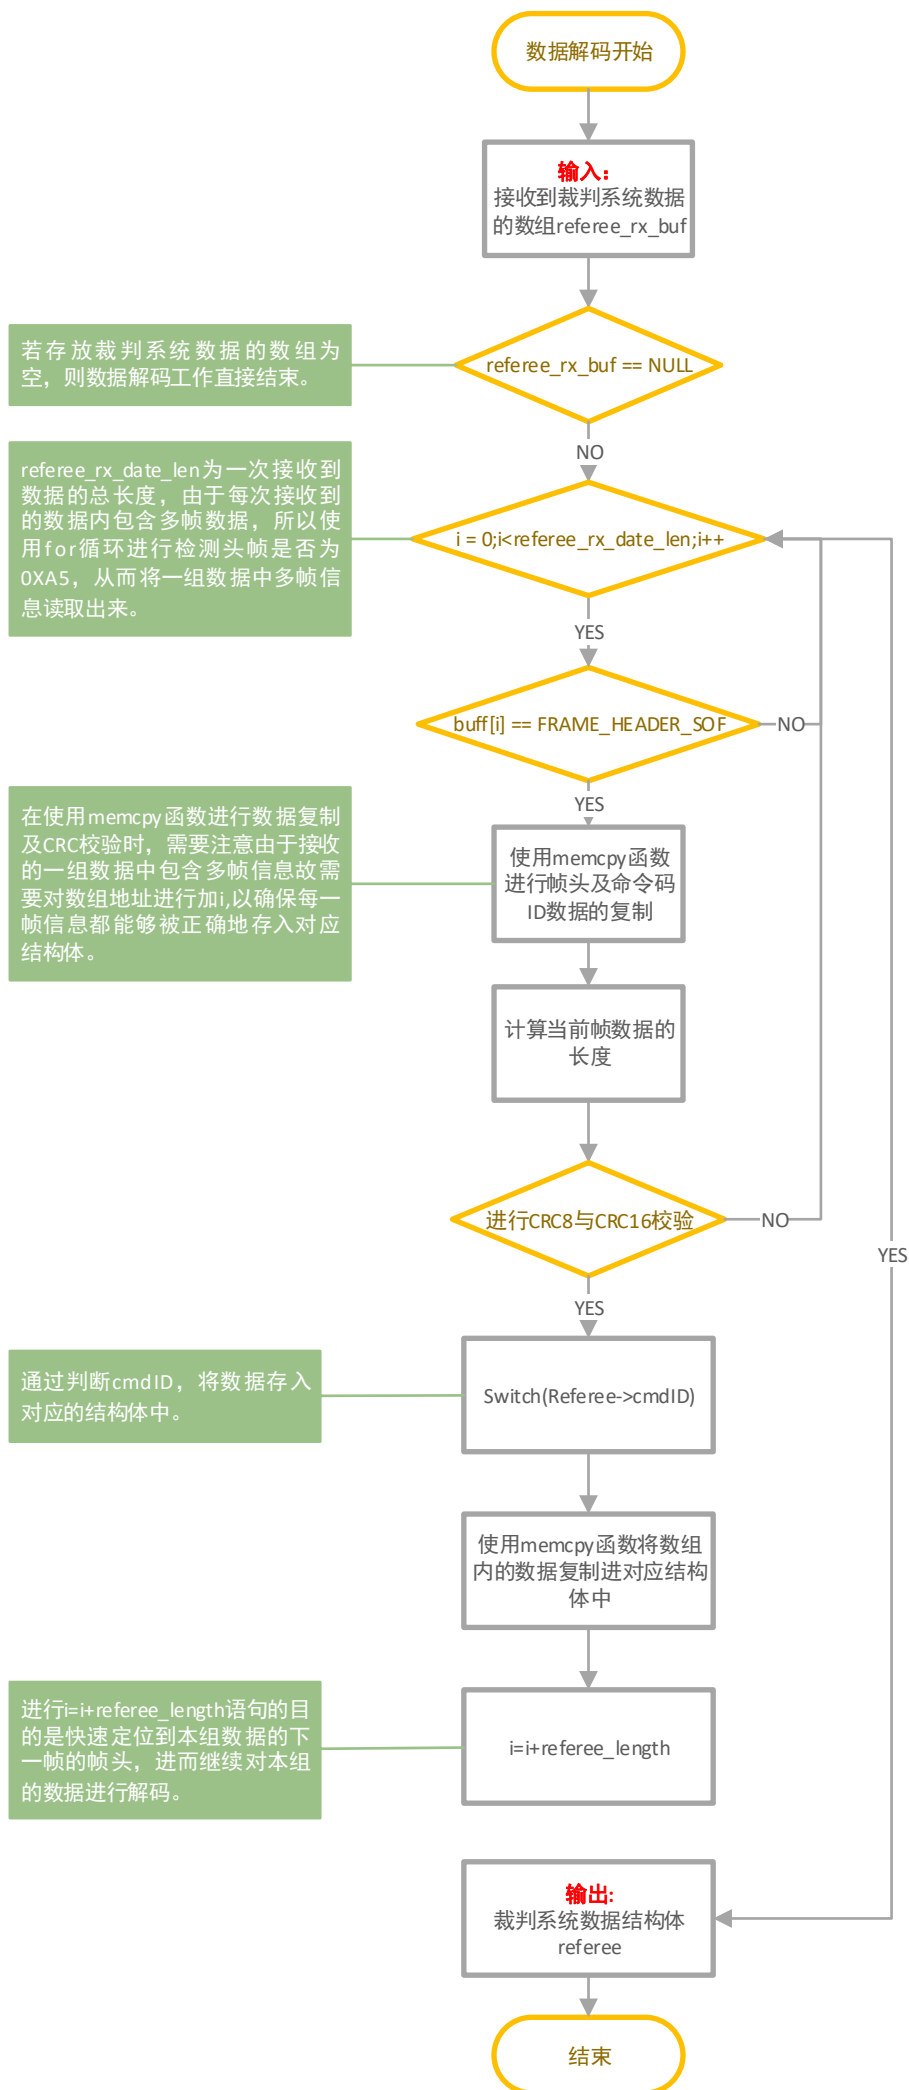 数据解码开始
输入：
接收到裁判系统数据
的数组referee_rx_buf
若存放裁判系统数据的数组为
空，则数据解码工作直接结束。
referee_rx_buf == NULL
NO
referee_rx_date_len为一次接收到
数据的总长度，由于每次接收到
的数据内包含多帧数据，所以使
用for循环进行检测头帧是否为
0XA5，从而将一组数据中多帧信
息读取出来。
i = 0;i<referee_rx_date_len;i++
YES
buff[i] == FRAME_HEADER_SOF
NO
YES
在使用memcpy函数进行数据复制
及CRC校验时，需要注意由于接收
的一组数据中包含多帧信息故需
要对数组地址进行加i,以确保每一
帧信息都能够被正确地存入对应
结构体。
使用memcpy函数
进行帧头及命令码
ID数据的复制
计算当前帧数据的
长度
进行CRC8与CRC16校验
NO
YES
YES
通过判断cmdID，将数据存入
对应的结构体中。
Switch(Referee->cmdID)
使用memcpy函数将数组
内的数据复制进对应结构
体中
进行i=i+referee_length语句的目
的是快速定位到本组数据的下
一帧的帧头，进而继续对本组
的数据进行解码。
i=i+referee_length
输出:
裁判系统数据结构体
referee
结束